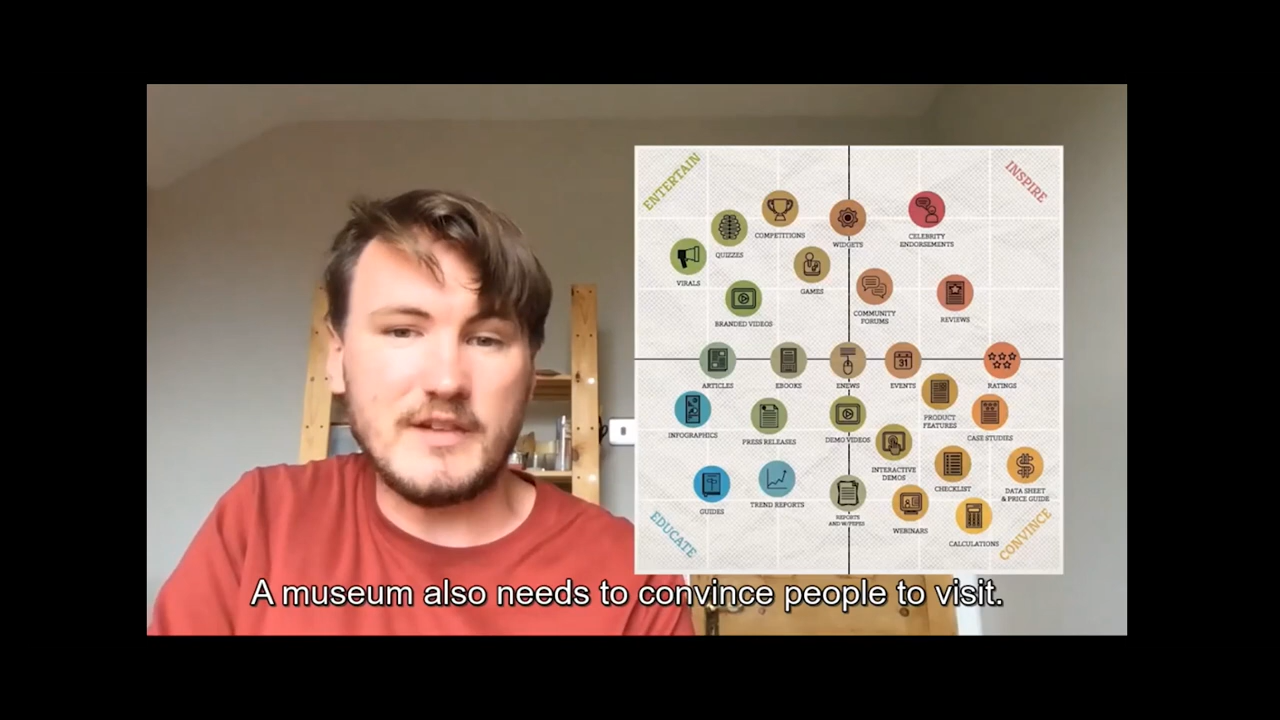 ENTERTAIN
INSPIRE
COMPETITIONS
QUIZZES
WIDGETS
CELEBRITY
ENDORSEMENTS
VIRALS
GAMES
BRANDED VIDEOS
COMMUNITY
FORUMS
REVIEWS
31
ARTICLES
EBOOKS
ENEWS
EVENTS
RATINGS
INFOGRAPHICS
PRESS RELEASES
DEMO VIDEOS
PRODUCT
FEATURES
CASE STUDIES
INTERACTIVE
DEMOS
CHECKLIST
DATA SHEET
& PRICE GUIDE
GUIDES
TREND REPORTS
REPORTS
WEBINARS
CALCULATIONS
EDUCATE
CONVINCE
A museum also needs to convince people to visit.